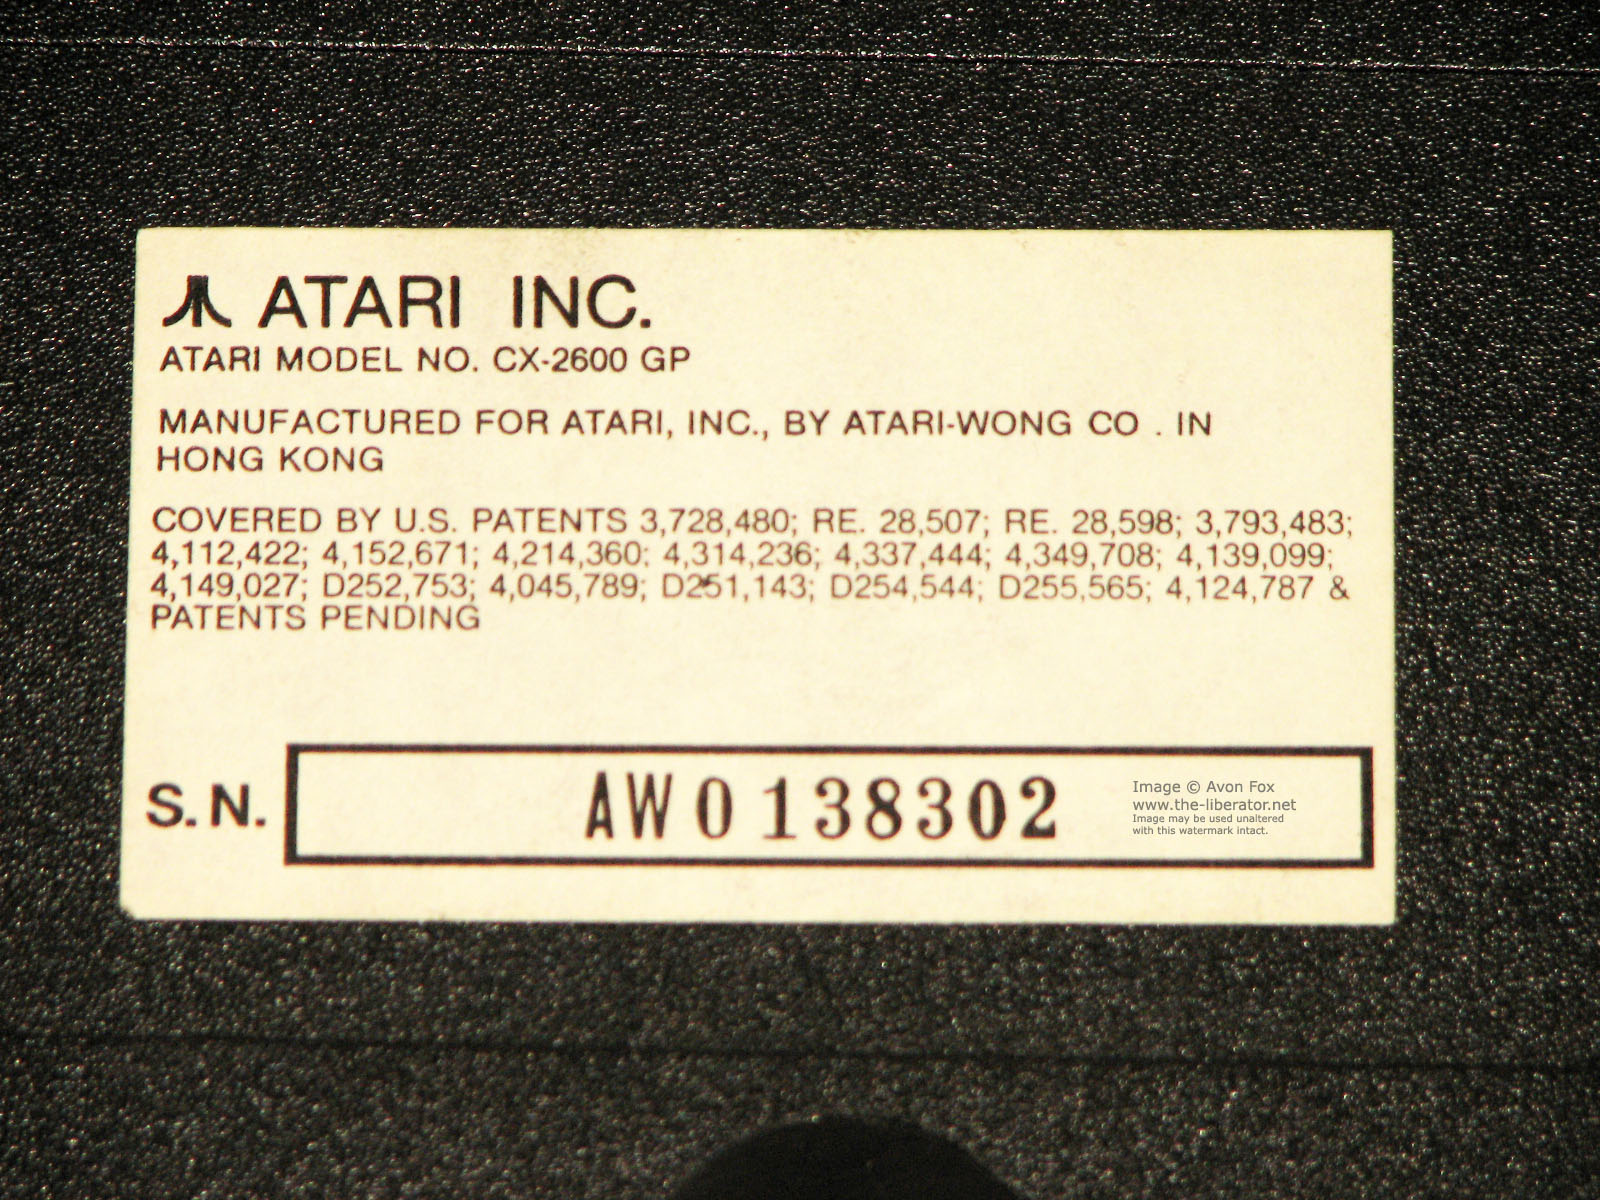 ATARI INC.
ATARI MODEL NO. CX-2600 GP
MANUFACTURED FOR ATARI, INC., BY ATARI-WONG CO . IN
HONG KONG
COVERED BY U.S. PATENTS 3,728,480; RE. 28,507; RE. 28,598; 3,793,483;
4,112,422; 4,152,671; 4,214,360; 4,314,236; 4,337,444; 4,349,708; 4,139,099;
4,149,027; D252,753; 4,045,789; D251,143; D254,544; D255,565; 4,124,787 &
PATENTS PENDING
S.N. AW0138302
Image © Avon Fox
www.the-liberator.net
Image may be used unaltered
with this watermark intact.